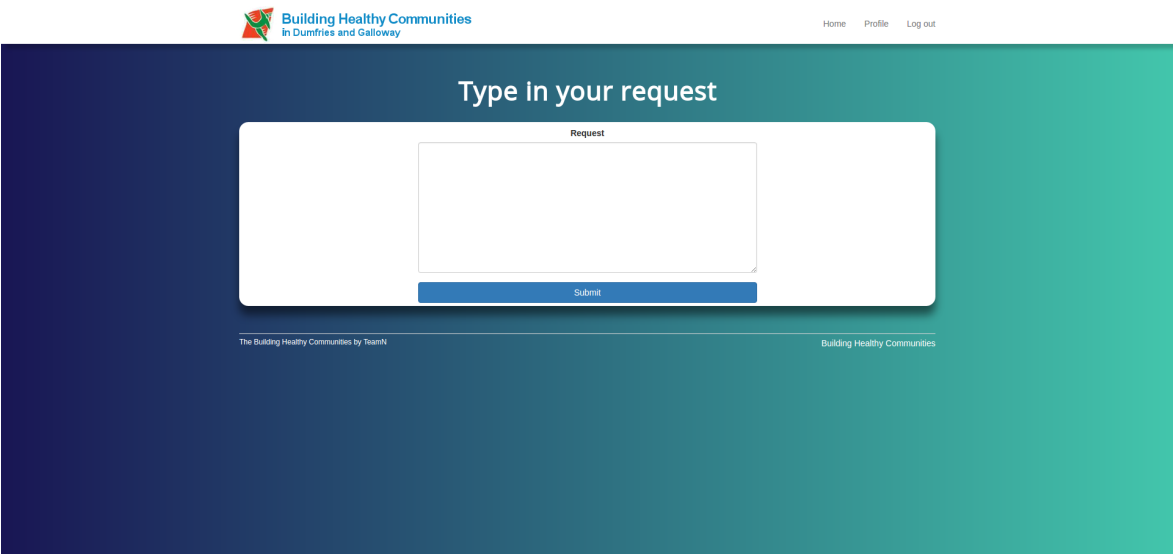 Building Healthy Communities
in Dumfries and Galloway
Home Profile Log out
Type in your request
Request
Submit
The Building Healthy Communities by TeamN
Building Healthy Communities